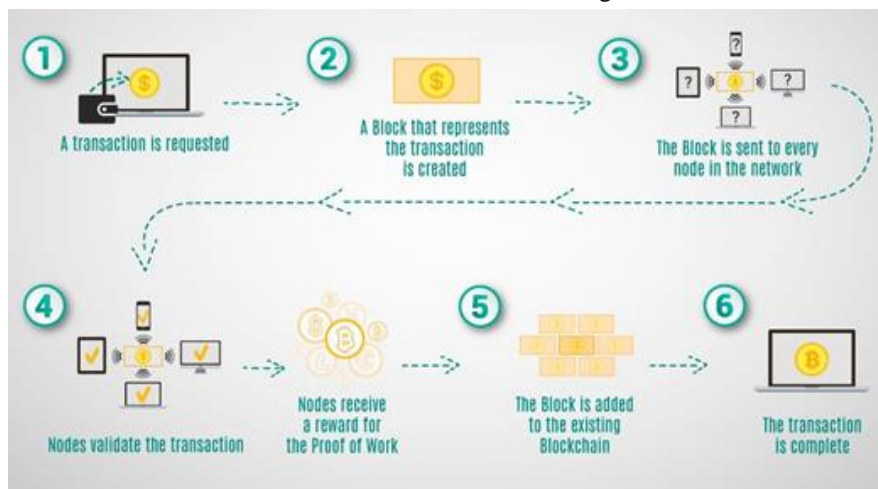 1
A transaction is requested
2
A Block that represents
the transaction
is created
3
The Block is sent to every
node in the network
4
Nodes validate the transaction
Nodes receive
a reward for
the Proof of Work
5
The Block is added
to the existing
Blockchain
6
The transaction
is complete